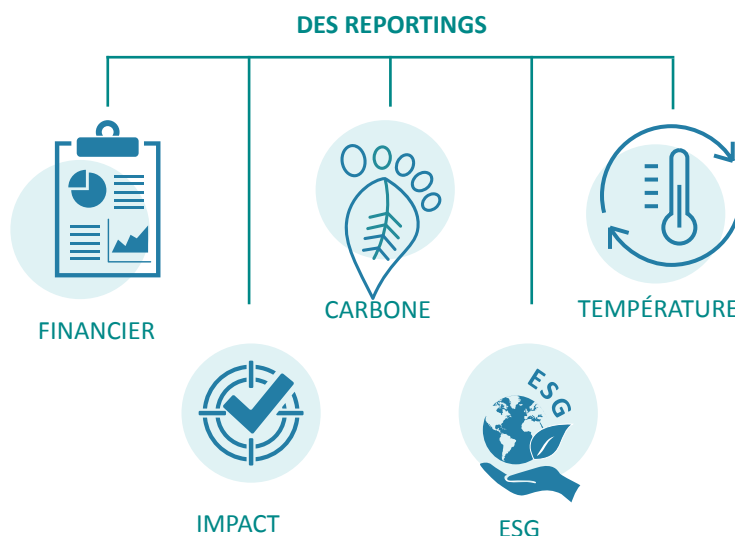 DES REPORTINGS
FINANCIER
CARBONE
TEMPÉRATURE
ESG
IMPACT
ESG